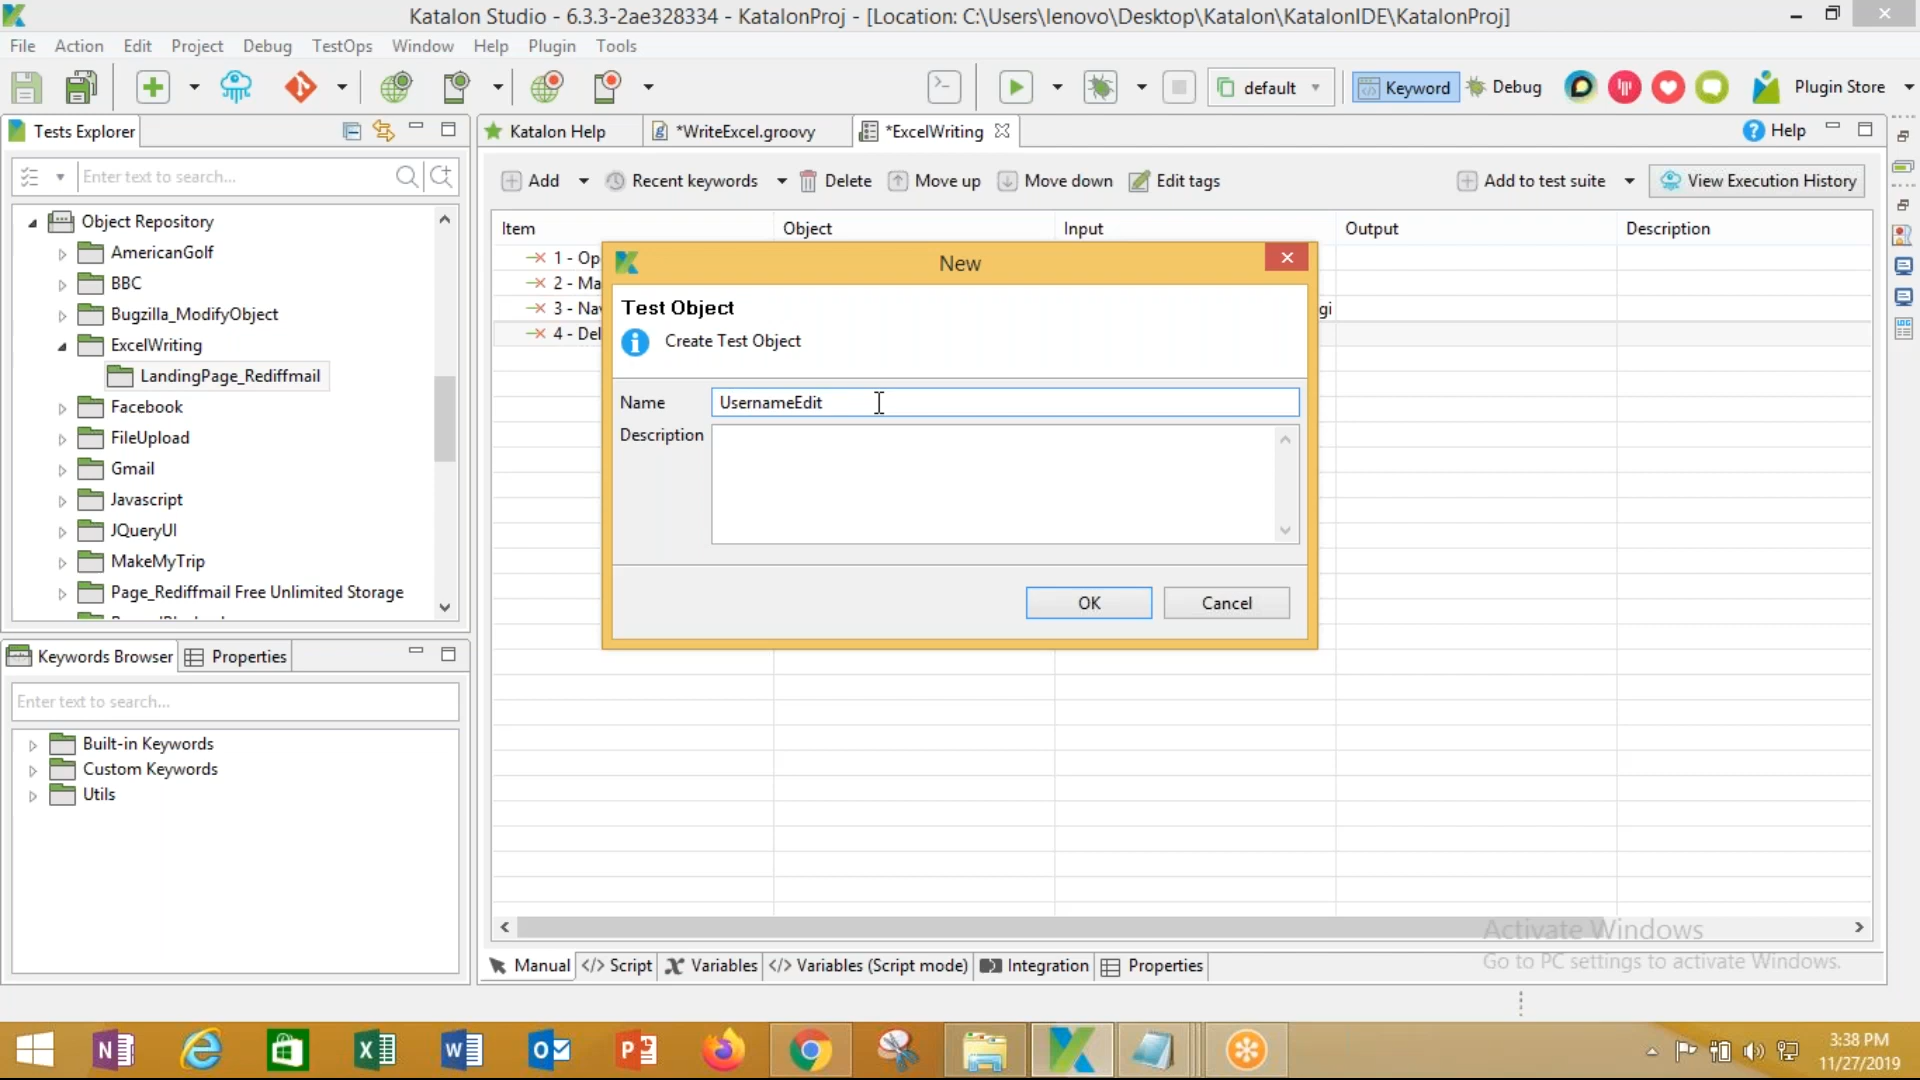 Katalon Studio - 6.3.3-2ae328334 - KatalonProj - [Location: C:\Users\lenovo\Desktop\Katalon\KatalonIDE\KatalonProj]
File Action Edit Project Debug TestOps Window Help Plugin Tools
default Keyword Debug Plugin Store
Tests Explorer
Katalon Help *WriteExcel.groovy *ExcelWriting Help
Enter text to search...
Add Recent keywords Delete Move up Move down Edit tags Add to test suite View Execution History
Object Repository
AmericanGolf
BBC
Bugzilla_ModifyObject
ExcelWriting
LandingPage_Rediffmail
Facebook
FileUpload
Gmail
Javascript
JQueryUI
MakeMyTrip
Page_Rediffmail Free Unlimited Storage
Item Object Input Output Description
1 - Op
2 - Ma
3 - Nav gi
4 - Del
New
Test Object
Create Test Object
Name UsernameEdit
Description
OK Cancel
Keywords Browser Properties
Enter text to search...
Built-in Keywords
Custom Keywords
Utils
Activate Windows
Go to PC settings to activate Windows.
Manual </> Script Variables </> Variables (Script mode) Integration Properties
3:38 PM
11/27/2019